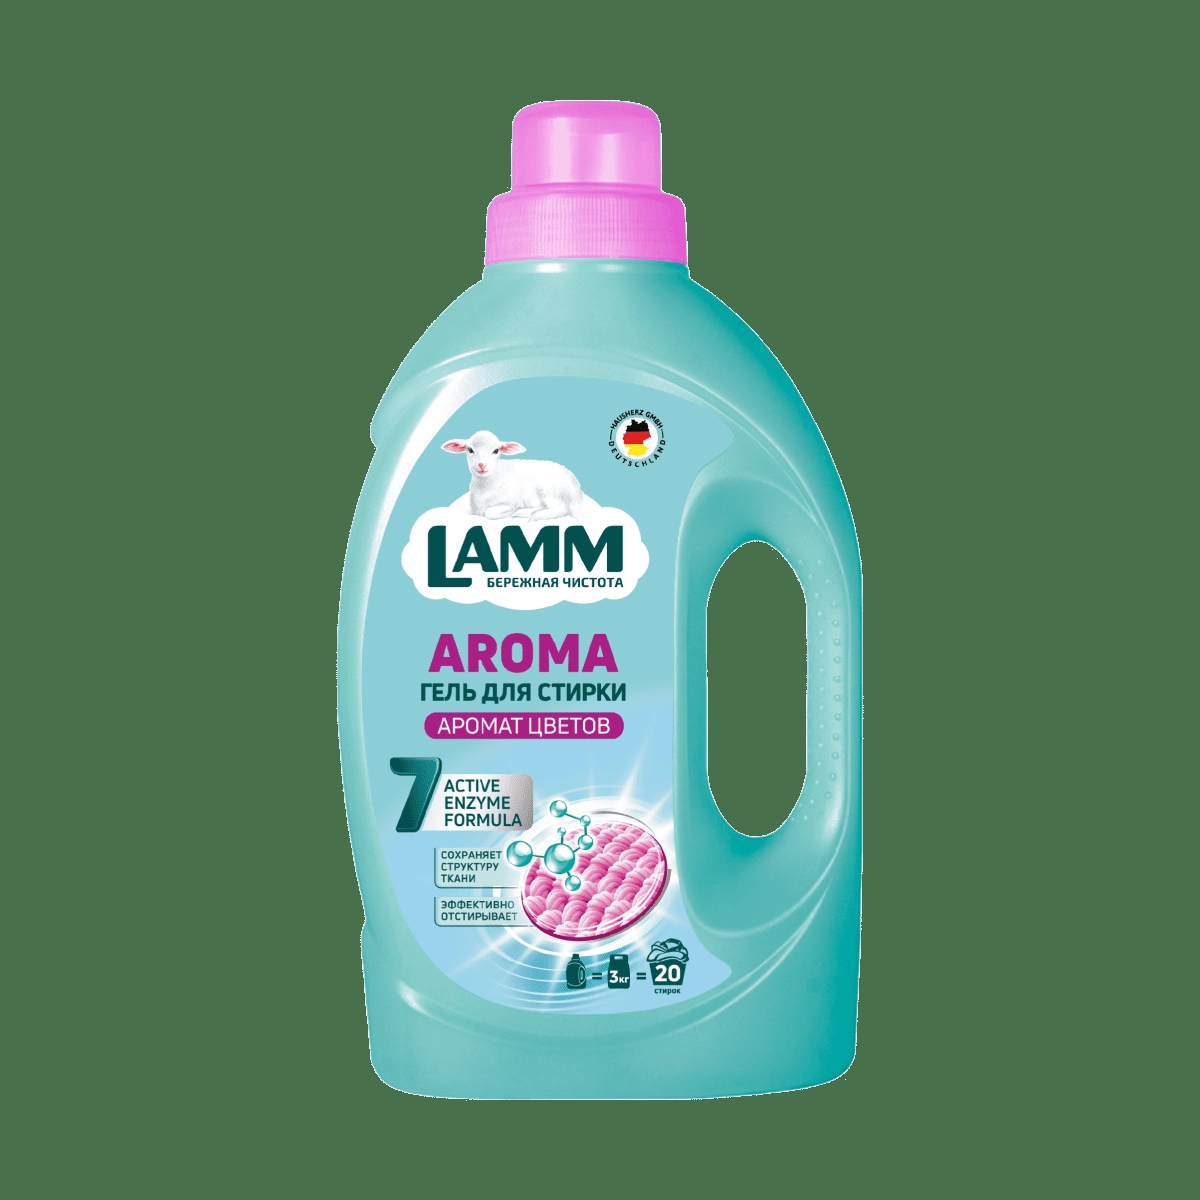 HAUSHERZ GMBH
DEUTSCHLAND
LAMM
БЕРЕЖНАЯ ЧИСТОТА
AROMA
ГЕЛЬ ДЛЯ СТИРКИ
АРОМАТ ЦВЕТОВ
7 ACTIVE
ENZYME
FORMULA
СОХРАНЯЕТ
СТРУКТУРУ
ТКАНИ
ЭФФЕКТИВНО
ОТСТИРЫВАЕТ
= 3кг = 20
стирок